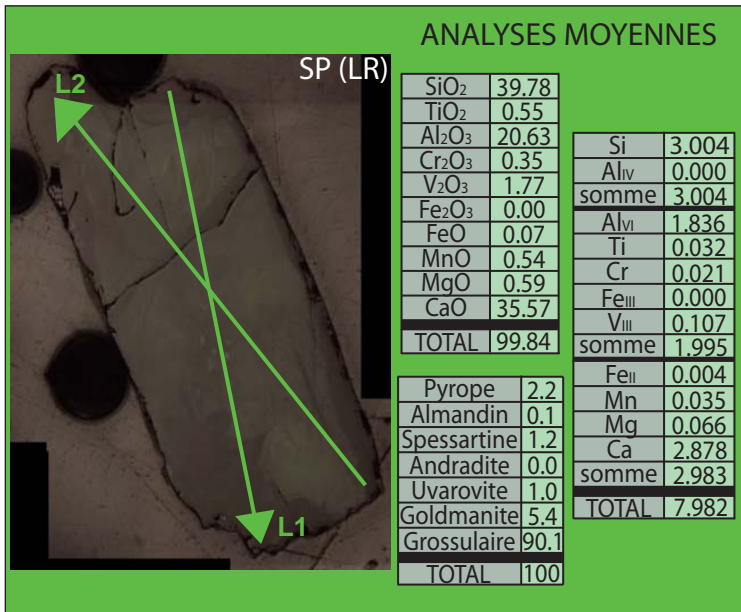 ANALYSES MOYENNES
SP (LR)
L2
L1
SiO2 39.78
TiO2 0.55
Al2O3 20.63
Cr2O3 0.35
V2O3 1.77
Fe2O3 0.00
FeO 0.07
MnO 0.54
MgO 0.59
CaO 35.57
TOTAL 99.84
Pyrope 2.2
Almandin 0.1
Spessartine 1.2
Andradite 0.0
Uvarovite 1.0
Goldmanite 5.4
Grossulaire 90.1
TOTAL 100
Si 3.004
AlIV 0.000
somme 3.004
AlVI 1.836
Ti 0.032
Cr 0.021
FeIII 0.000
VIII 0.107
somme 1.995
FeII 0.004
Mn 0.035
Mg 0.066
Ca 2.878
somme 2.983
TOTAL 7.982